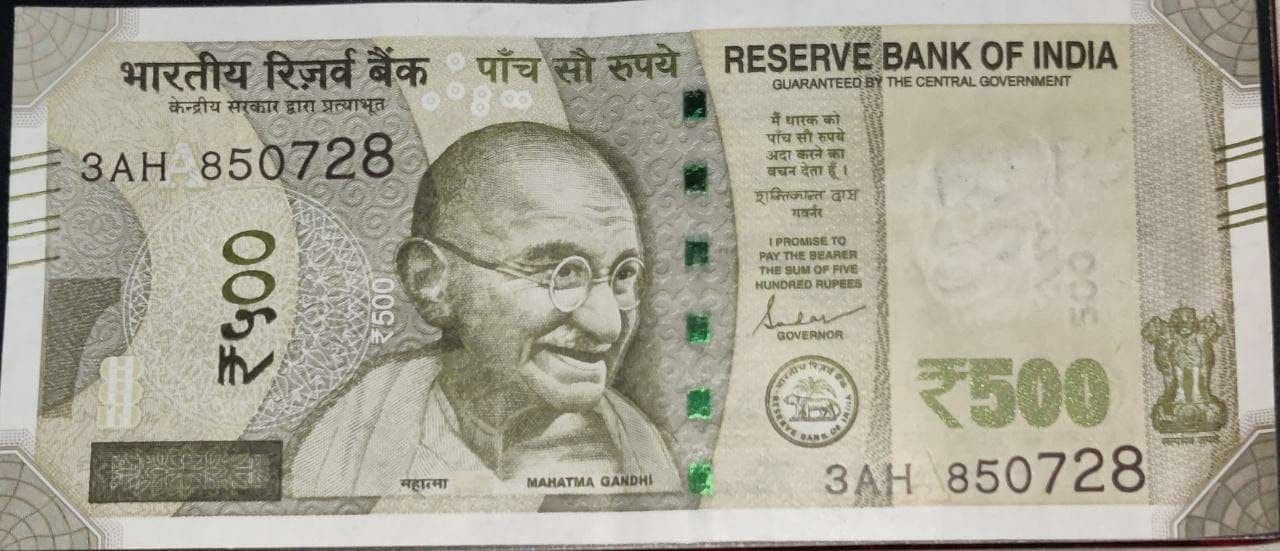 भारतीय रिज़र्व बैंक
केन्द्रीय सरकार द्वारा प्रत्याभूत
पाँच सौ रुपये
RESERVE BANK OF INDIA
GUARANTEED BY THE CENTRAL GOVERNMENT
3AH 850728
₹५००
₹500
मैं धारक को
पाँच सौ रुपये
अदा करने का
वचन देता हूँ ।
शक्तिकान्त दास
गवर्नर
I PROMISE TO
PAY THE BEARER
THE SUM OF FIVE
HUNDRED RUPEES
GOVERNOR
भारतीय रिज़र्व बैंक
RESERVE BANK OF INDIA
500
₹500
सत्यमेव जयते
महात्मा
MAHATMA GANDHI
3AH 850728